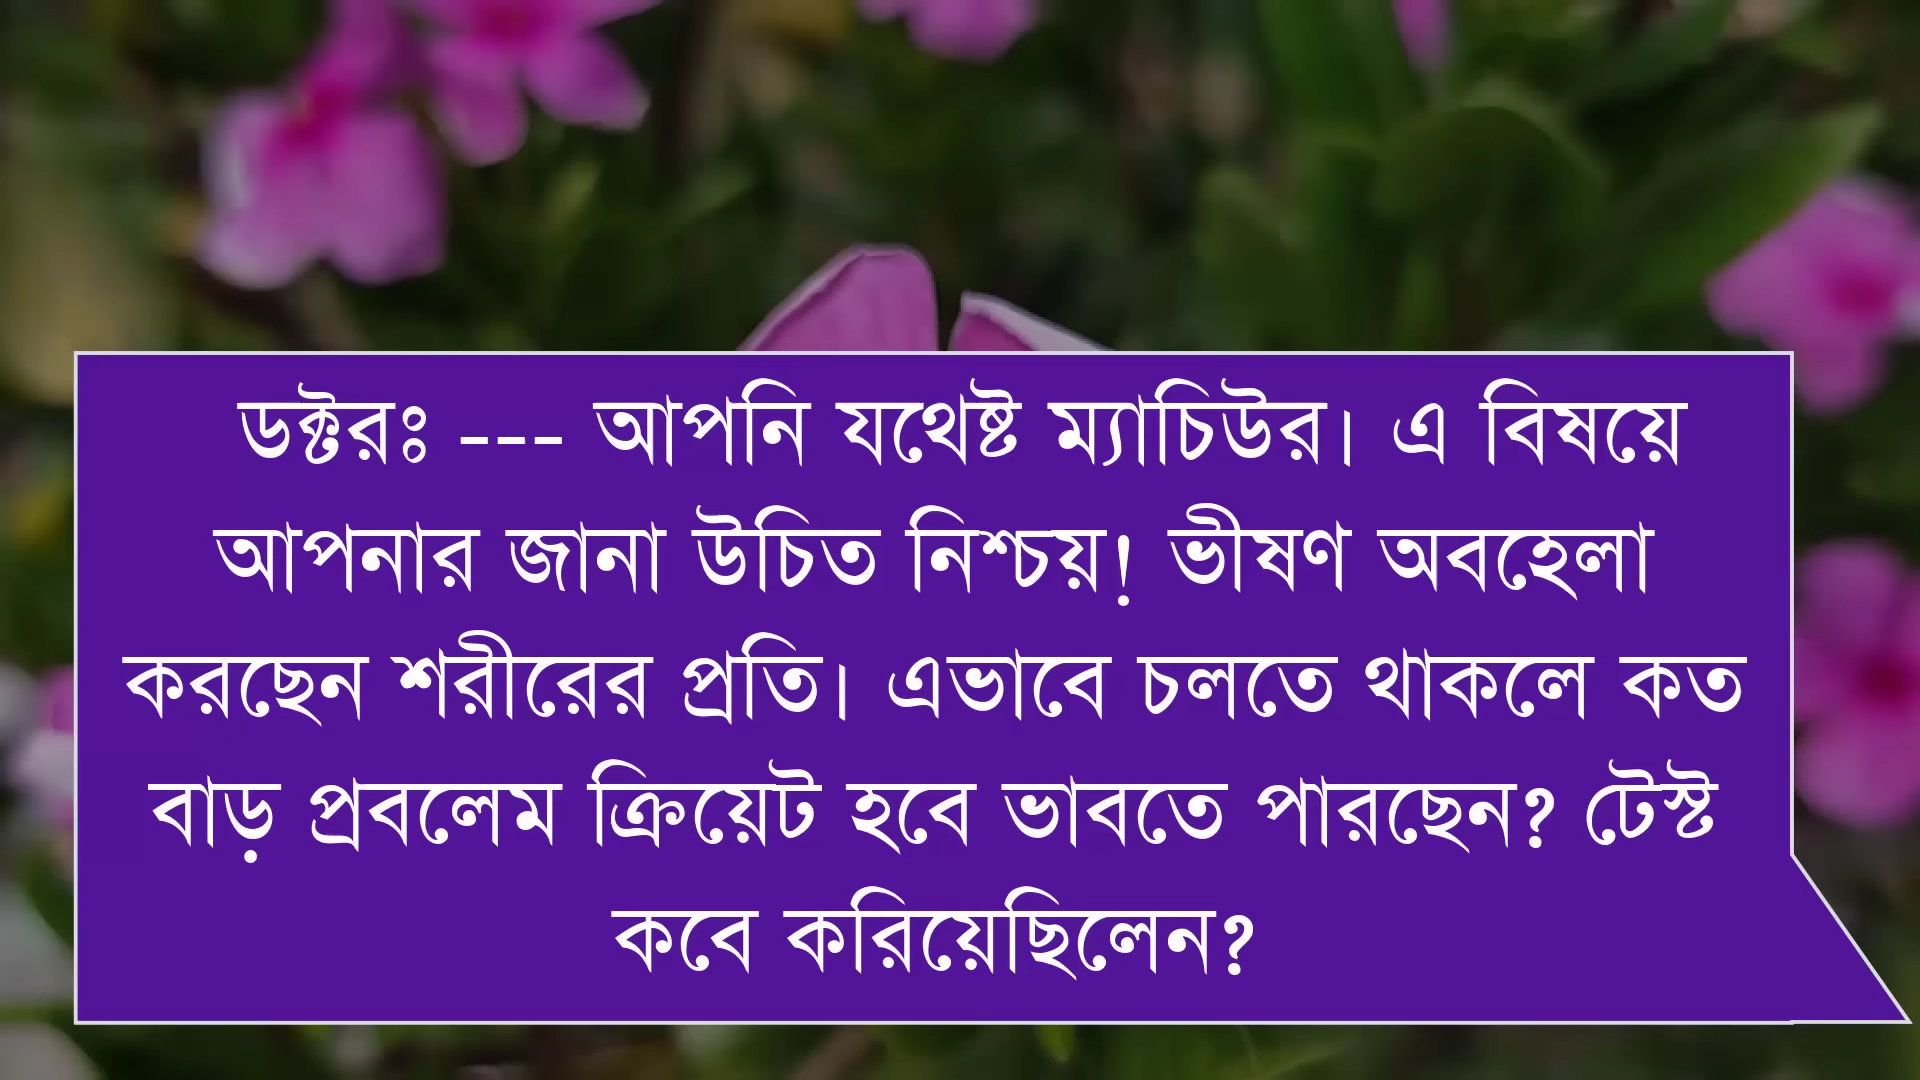 ডক্টরঃ --- আপনি যথেষ্ট ম্যাচিউর। এ বিষয়ে
আপনার জানা উচিত নিশ্চয়! ভীষণ অবহেলা
করছেন শরীরের প্রতি। এভাবে চলতে থাকলে কত
বাড় প্রবলেম ক্রিয়েট হবে ভাবতে পারছেন? টেস্ট
কবে করিয়েছিলেন?